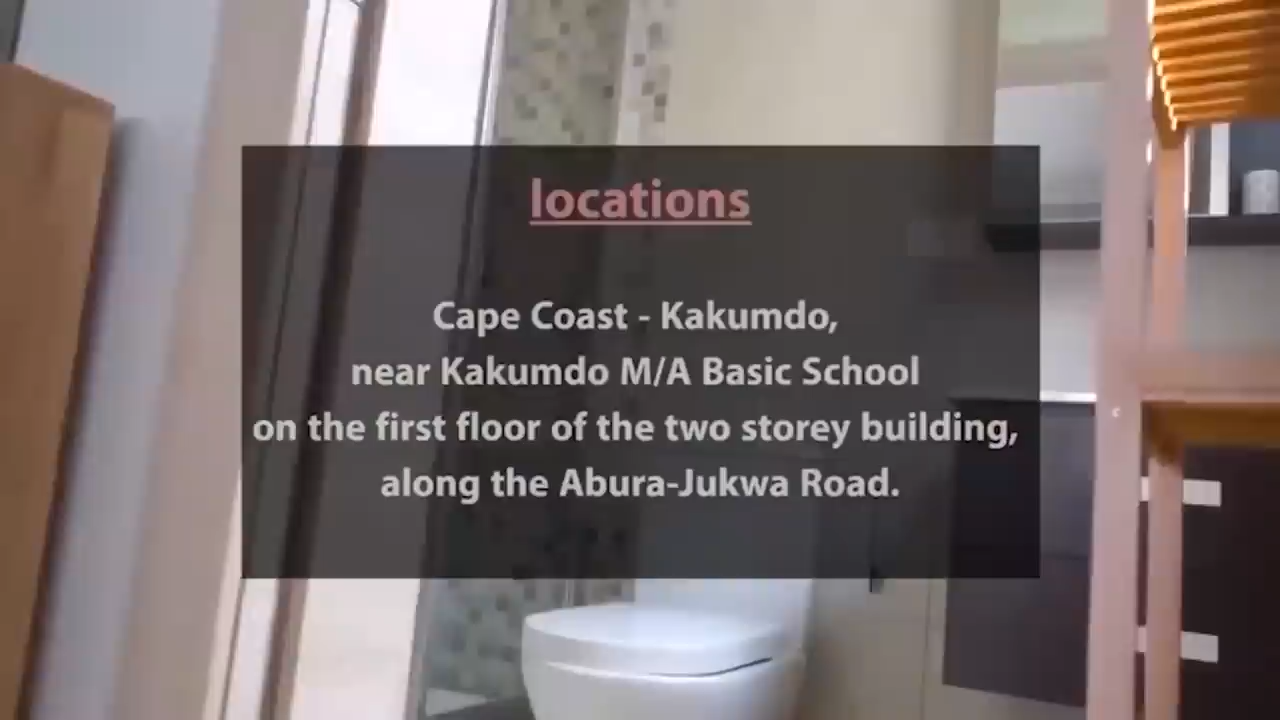 locations
Cape Coast - Kakumdo,
near Kakumdo M/A Basic School
on the first floor of the two storey building,
along the Abura-Jukwa Road.